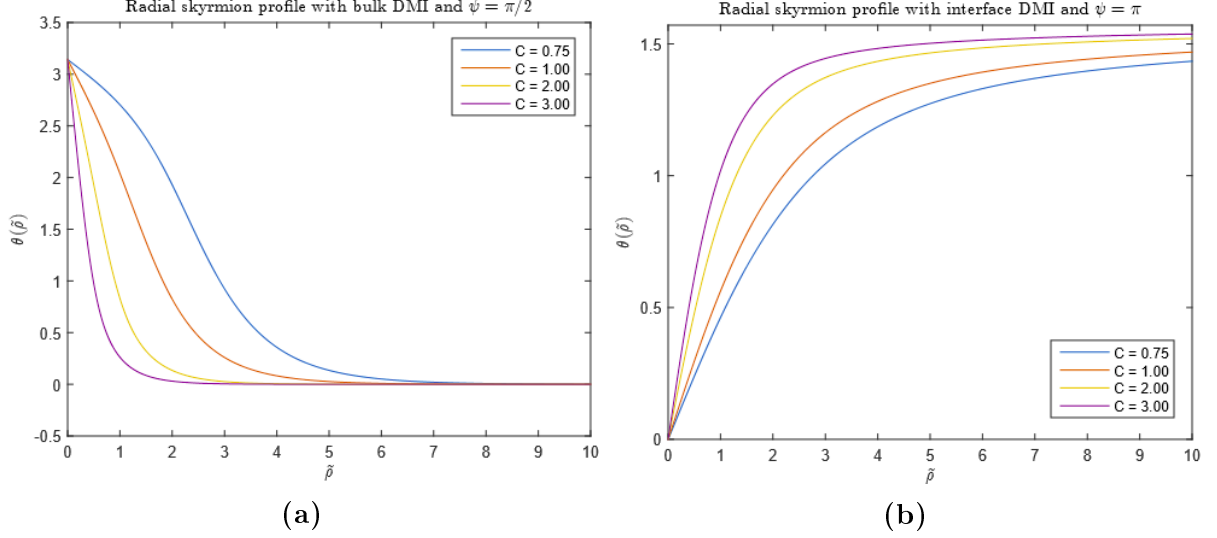 Radial skyrmion profile with bulk DMI and ψ = π/2
3.5
3
2.5
2
1.5
1
0.5
0
-0.5
θ(ρ̃)
C = 0.75
C = 1.00
C = 2.00
C = 3.00
0 1 2 3 4 5 6 7 8 9 10
ρ̃
(a)
Radial skyrmion profile with interface DMI and ψ = π
1.5
1
0.5
0
θ(ρ̃)
C = 0.75
C = 1.00
C = 2.00
C = 3.00
0 1 2 3 4 5 6 7 8 9 10
ρ̃
(b)